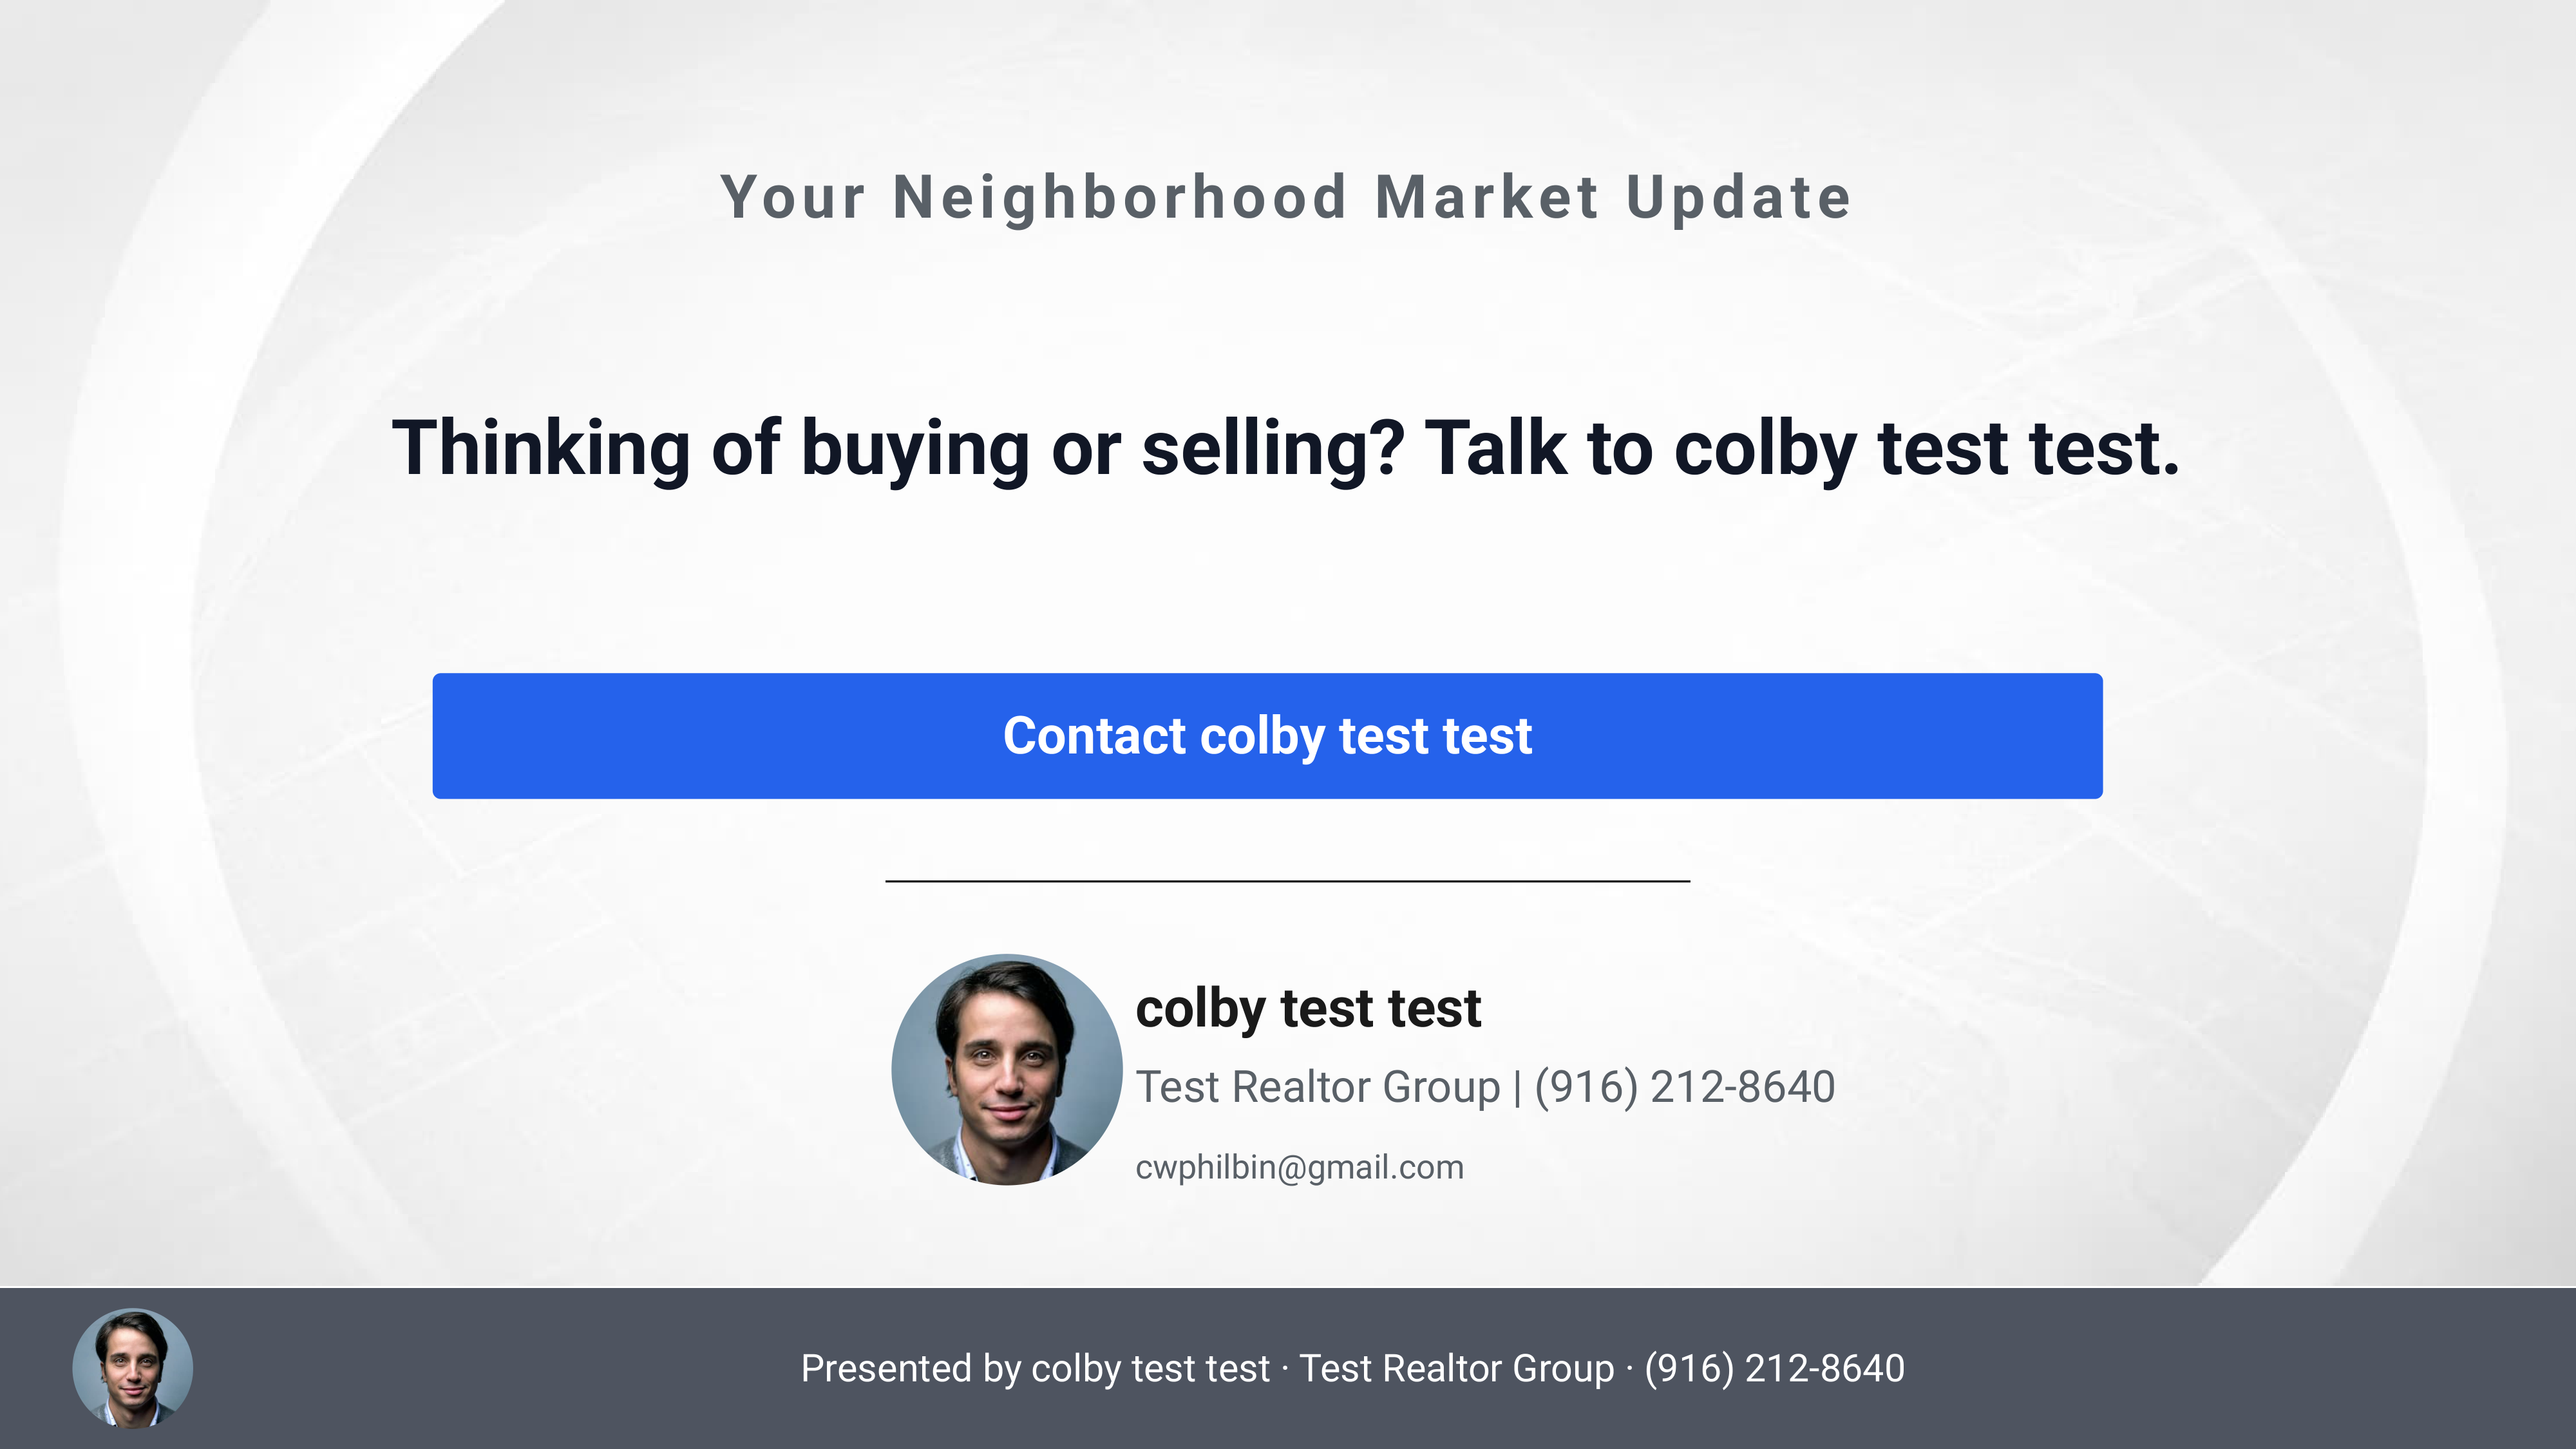 Your Neighborhood Market Update
Thinking of buying or selling? Talk to colby test test.
Contact colby test test
colby test test
Test Realtor Group | (916) 212-8640
cwphilbin@gmail.com
Presented by colby test test · Test Realtor Group · (916) 212-8640